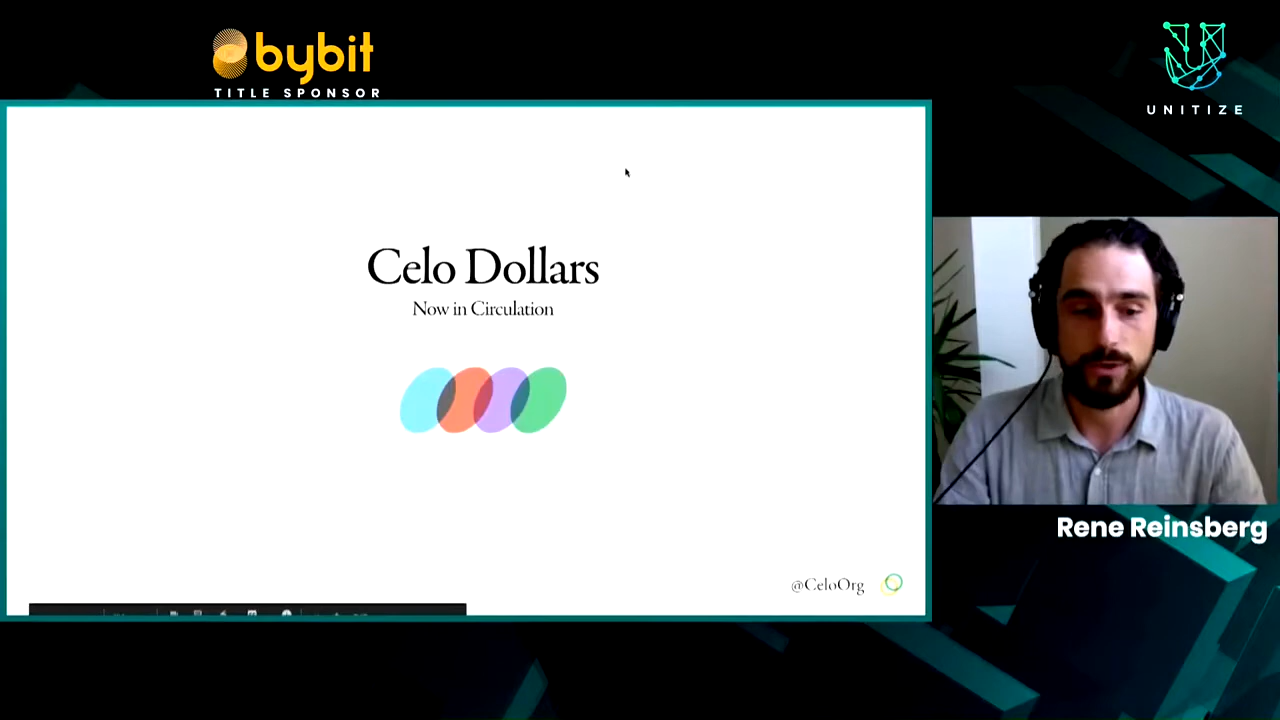 bybit
TITLE SPONSOR
UNITIZE
Celo Dollars
Now in Circulation
@CeloOrg
Rene Reinsberg